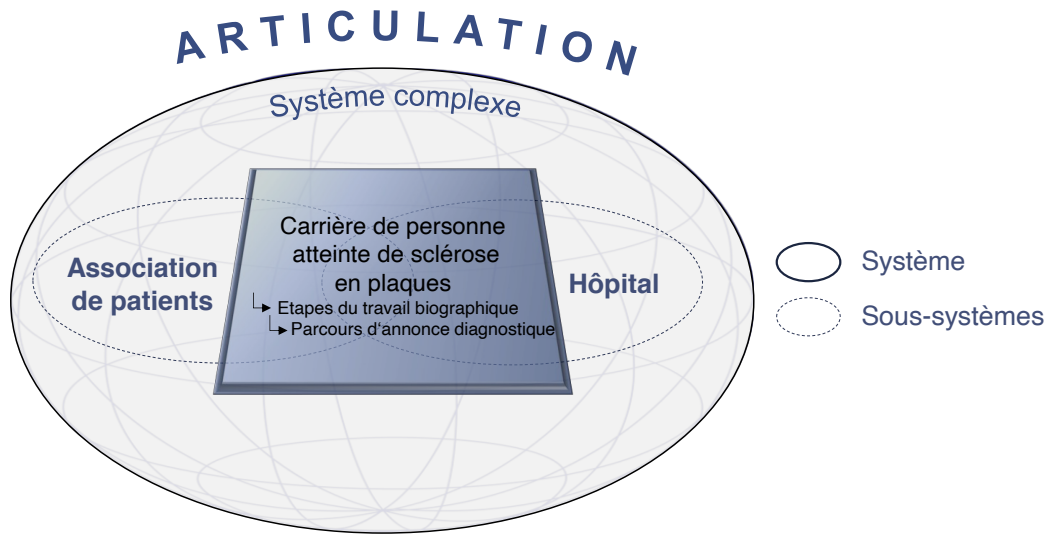 ARTICULATION
Système complexe
Carrière de personne
atteinte de sclérose
en plaques
Etapes du travail biographique
Parcours d'annonce diagnostique
Association
de patients
Hôpital
Système
Sous-systèmes